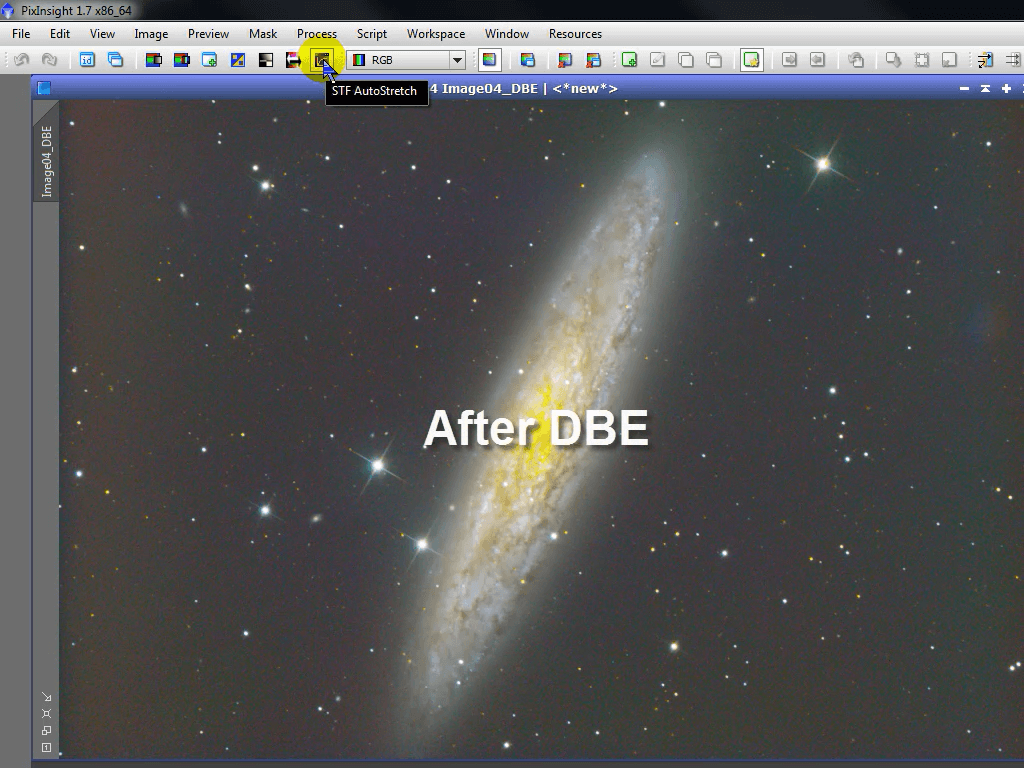 PixInsight 1.7 x86_64
File Edit View Image Preview Mask Process Script Workspace Window Resources
id RGB
STF AutoStretch
4 Image04_DBE | <*new*>
Image04_DBE
After DBE